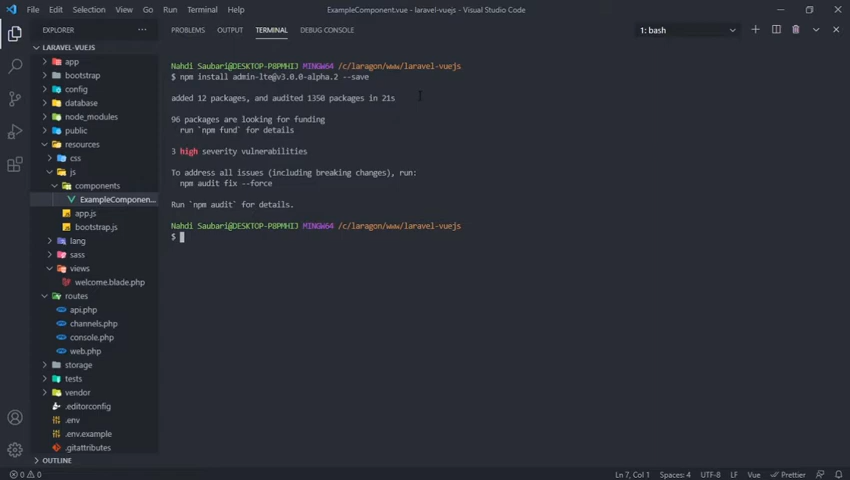 File Edit Selection View Go Run Terminal Help
ExampleComponent.vue - laravel-vuejs - Visual Studio Code
EXPLORER
LARAVEL-VUEJS
app
bootstrap
config
database
node_modules
public
resources
css
js
components
ExampleComponen...
app.js
bootstrap.js
lang
sass
views
welcome.blade.php
routes
api.php
channels.php
console.php
web.php
storage
tests
vendor
.editorconfig
.env
.env.example
.gitattributes
OUTLINE
PROBLEMS OUTPUT TERMINAL DEBUG CONSOLE
1: bash
Nahdi Saubari@DESKTOP-P8PMHIJ MINGW64 /c/laragon/www/laravel-vuejs
$ npm install admin-lte@v3.0.0-alpha.2 --save
added 12 packages, and audited 1350 packages in 21s
96 packages are looking for funding
run `npm fund` for details
3 high severity vulnerabilities
To address all issues (including breaking changes), run:
npm audit fix --force
Run `npm audit` for details.
Nahdi Saubari@DESKTOP-P8PMHIJ MINGW64 /c/laragon/www/laravel-vuejs
$
0 0
Ln 7, Col 1 Spaces: 4 UTF-8 LF Vue Prettier